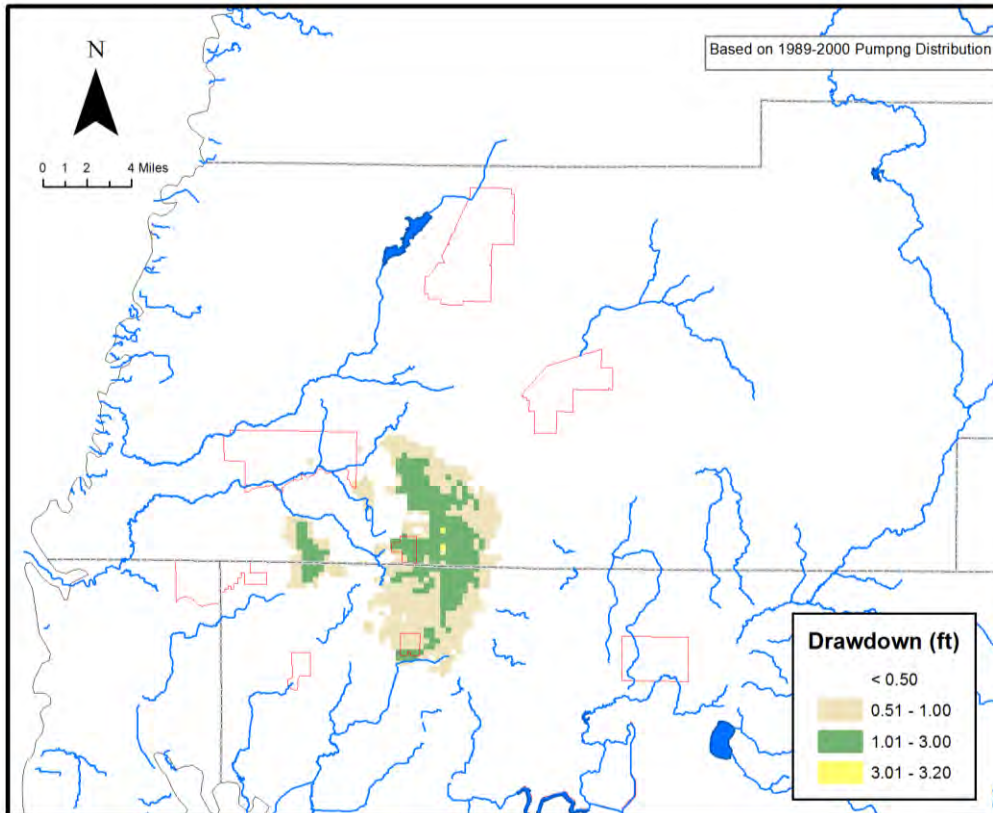 Based on 1989-2000 Pumpng Distribution
N
0 1 2 4 Miles
Drawdown (ft)
< 0.50
0.51 - 1.00
1.01 - 3.00
3.01 - 3.20